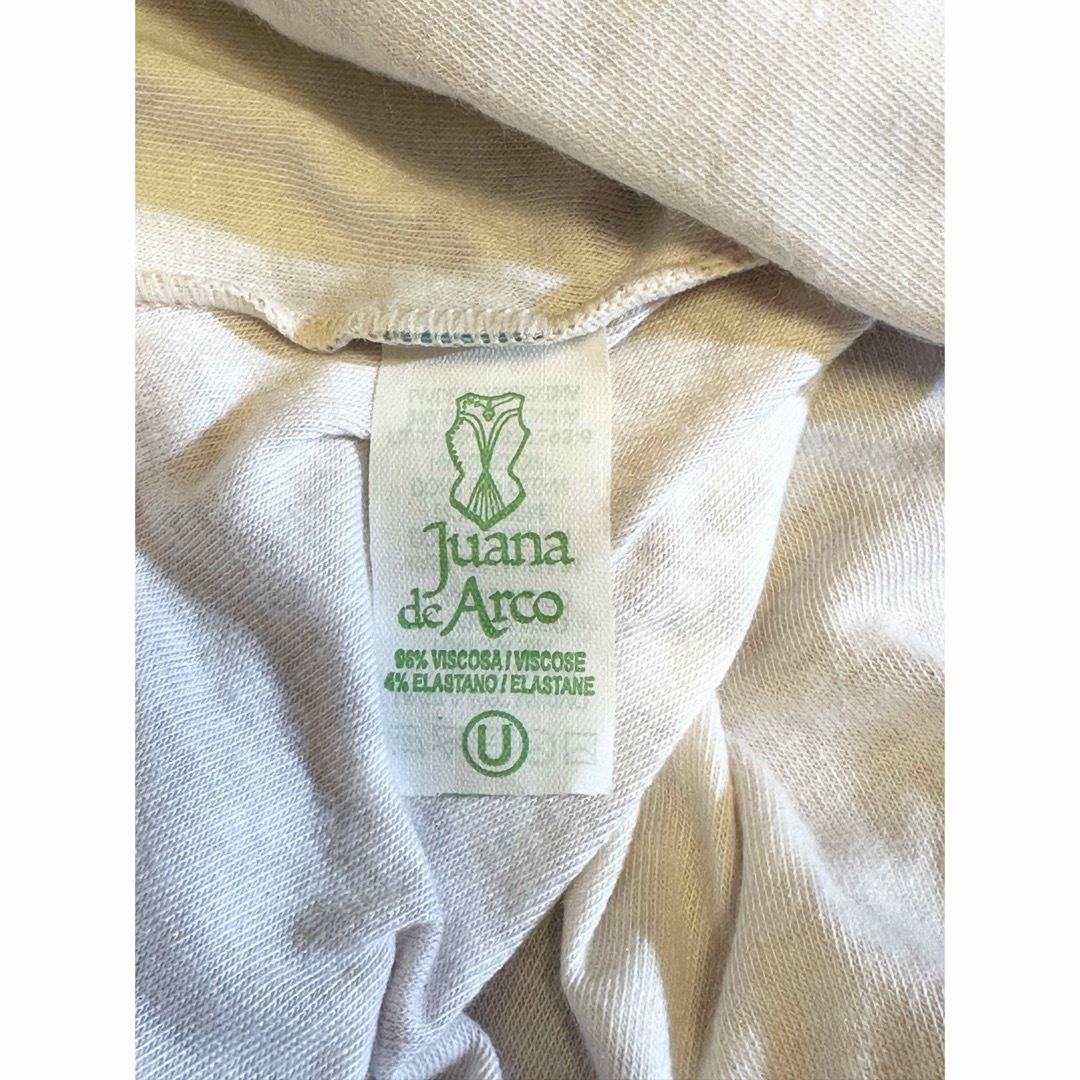 Juana
de Arco
96% VISCOSA / VISCOSE
4% ELASTANO / ELASTANE
U